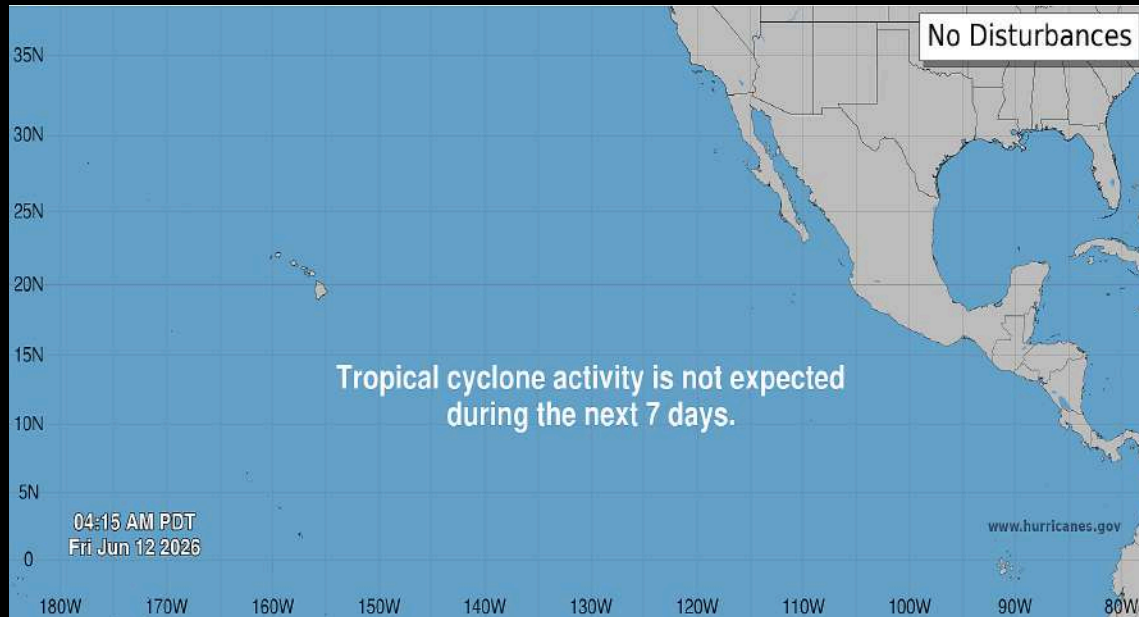 No Disturbances
35N
30N
25N
20N
15N
Tropical cyclone activity is not expected
during the next 7 days.
10N
5N
04:15 AM PDT
Fri Jun 12 2026
www.hurricanes.gov
0
180W 170W 160W 150W 140W 130W 120W 110W 100W 90W 80W